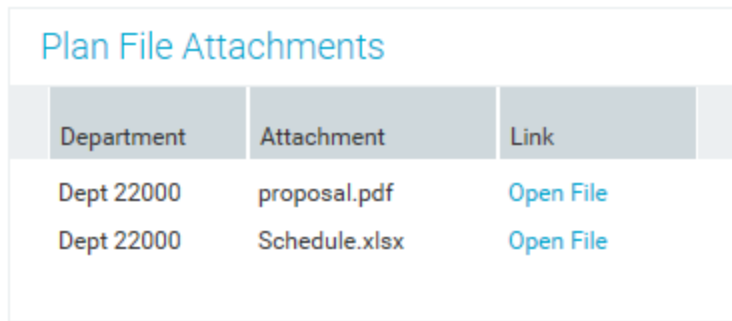 Plan File Attachments
Department Attachment Link
Dept 22000 proposal.pdf Open File
Dept 22000 Schedule.xlsx Open File